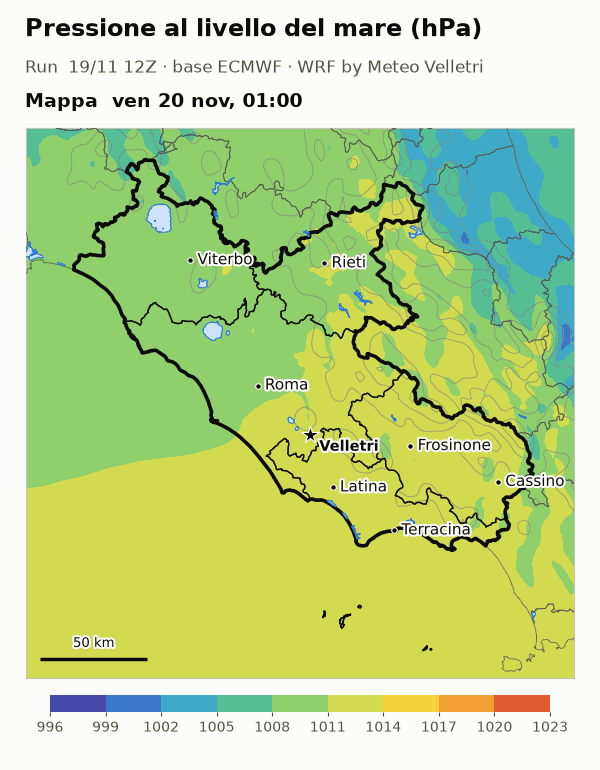 Pressione al livello del mare (hPa)
Run  19/11 12Z · base ECMWF · WRF by Meteo Velletri
Mappa  ven 20 nov, 01:00
Viterbo
Rieti
Roma
Velletri
Frosinone
Cassino
Latina
Terracina
50 km
996 999 1002 1005 1008 1011 1014 1017 1020 1023